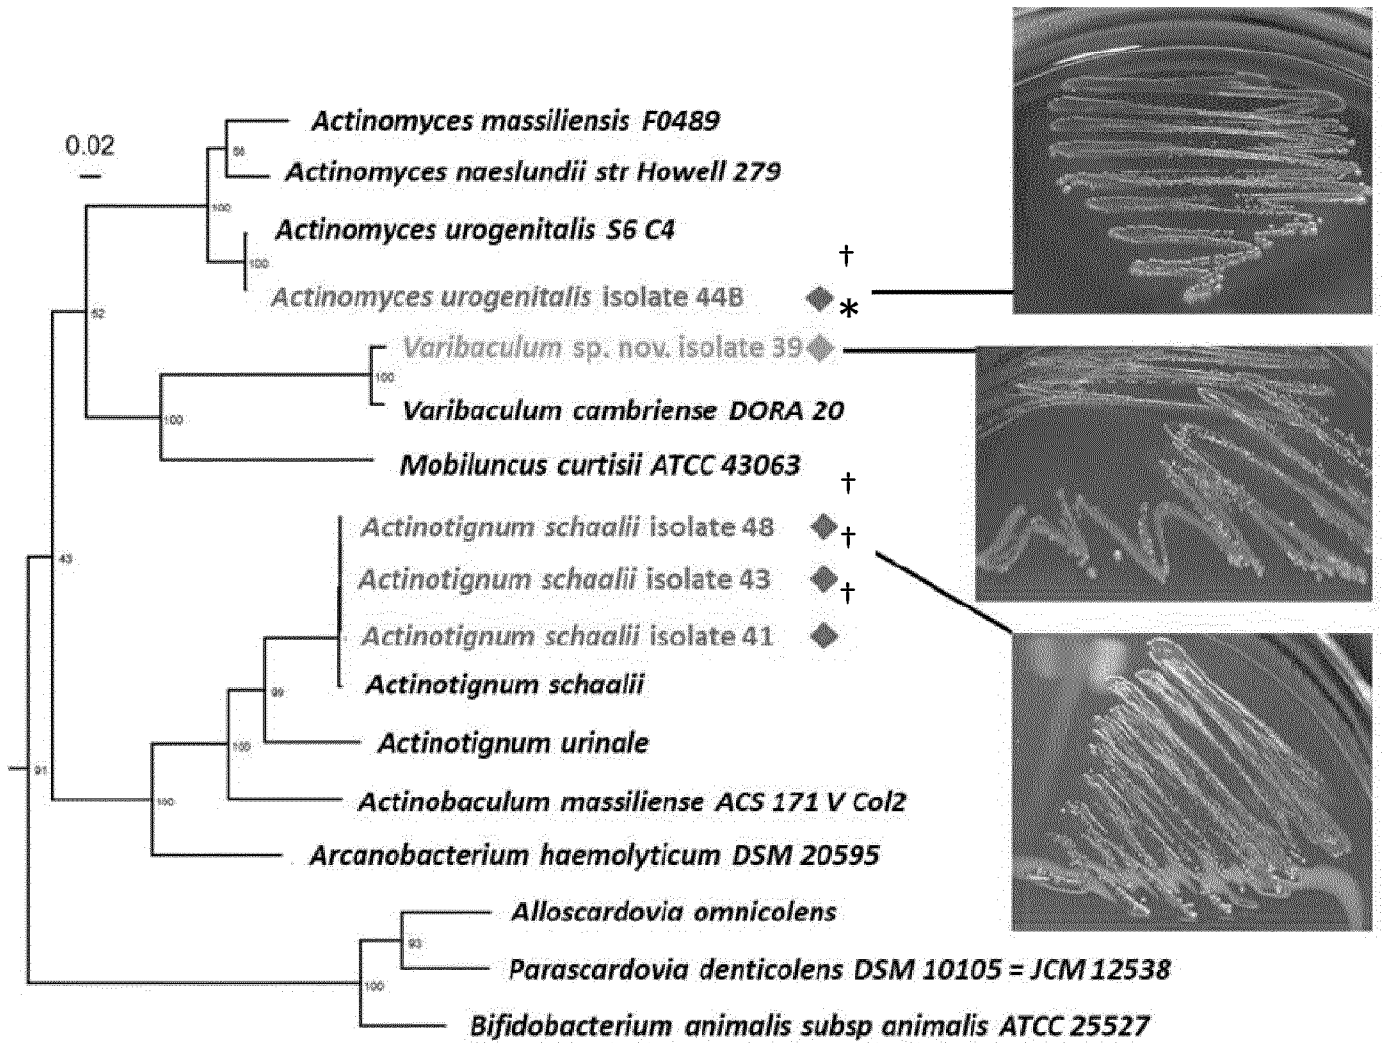 Actinomyces massiliensis F0489
0.02
56
Actinomyces naeslundii str Howell 279
100
Actinomyces urogenitalis S6 C4
†
100
Actinomyces urogenitalis isolate 44B
*
52
Varibaculum sp. nov. isolate 39
100
Varibaculum cambriense DORA 20
100
Mobiluncus curtisii ATCC 43063
†
Actinotignum schaalii isolate 48
†
43
Actinotignum schaalii isolate 43
†
Actinotignum schaalii isolate 41
Actinotignum schaalii
99
Actinotignum urinale
100
91
Actinobaculum massiliense ACS 171 V Col2
100
Arcanobacterium haemolyticum DSM 20595
Alloscardovia omnicolens
93
Parascardovia denticolens DSM 10105 = JCM 12538
100
Bifidobacterium animalis subsp animalis ATCC 25527